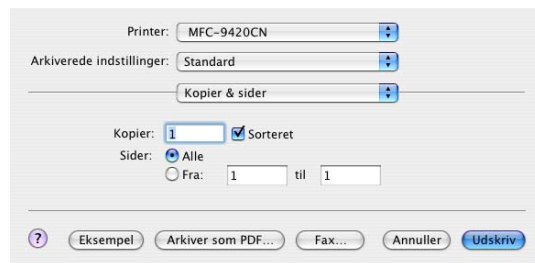 Printer: MFC-9420CN
Arkiverede indstillinger: Standard
Kopier & sider
Kopier: 1 Sorteret
Sider: Alle
Fra: 1 til 1
? Eksempel Arkiver som PDF... Fax... Annuller Udskriv